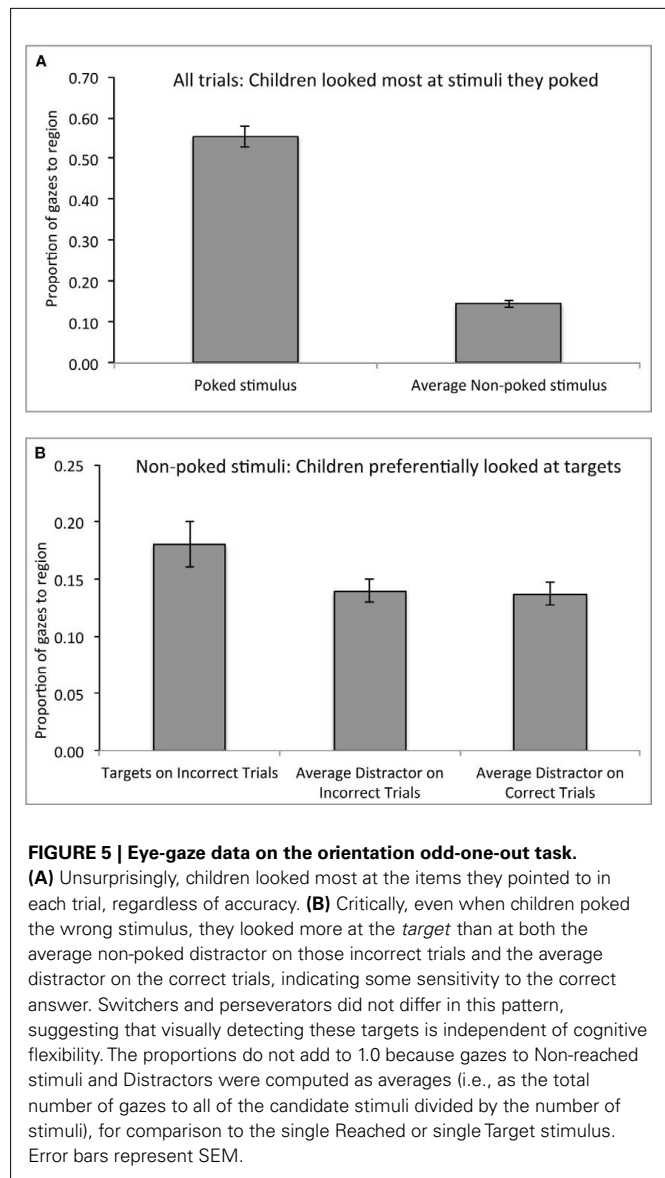 A
All trials: Children looked most at stimuli they poked
Proportion of gazes to region
0.70
0.60
0.50
0.40
0.30
0.20
0.10
0.00
Poked stimulus
Average Non-poked stimulus
B
Non-poked stimuli: Children preferentially looked at targets
Proportion of gazes to region
0.25
0.20
0.15
0.10
0.05
0.00
Targets on Incorrect Trials
Average Distractor on
Incorrect Trials
Average Distractor on
Correct Trials
FIGURE 5 | Eye-gaze data on the orientation odd-one-out task.
(A) Unsurprisingly, children looked most at the items they pointed to in
each trial, regardless of accuracy. (B) Critically, even when children poked
the wrong stimulus, they looked more at the target than at both the
average non-poked distractor on those incorrect trials and the average
distractor on the correct trials, indicating some sensitivity to the correct
answer. Switchers and perseverators did not differ in this pattern,
suggesting that visually detecting these targets is independent of cognitive
flexibility. The proportions do not add to 1.0 because gazes to Non-reached
stimuli and Distractors were computed as averages (i.e., as the total
number of gazes to all of the candidate stimuli divided by the number of
stimuli), for comparison to the single Reached or single Target stimulus.
Error bars represent SEM.